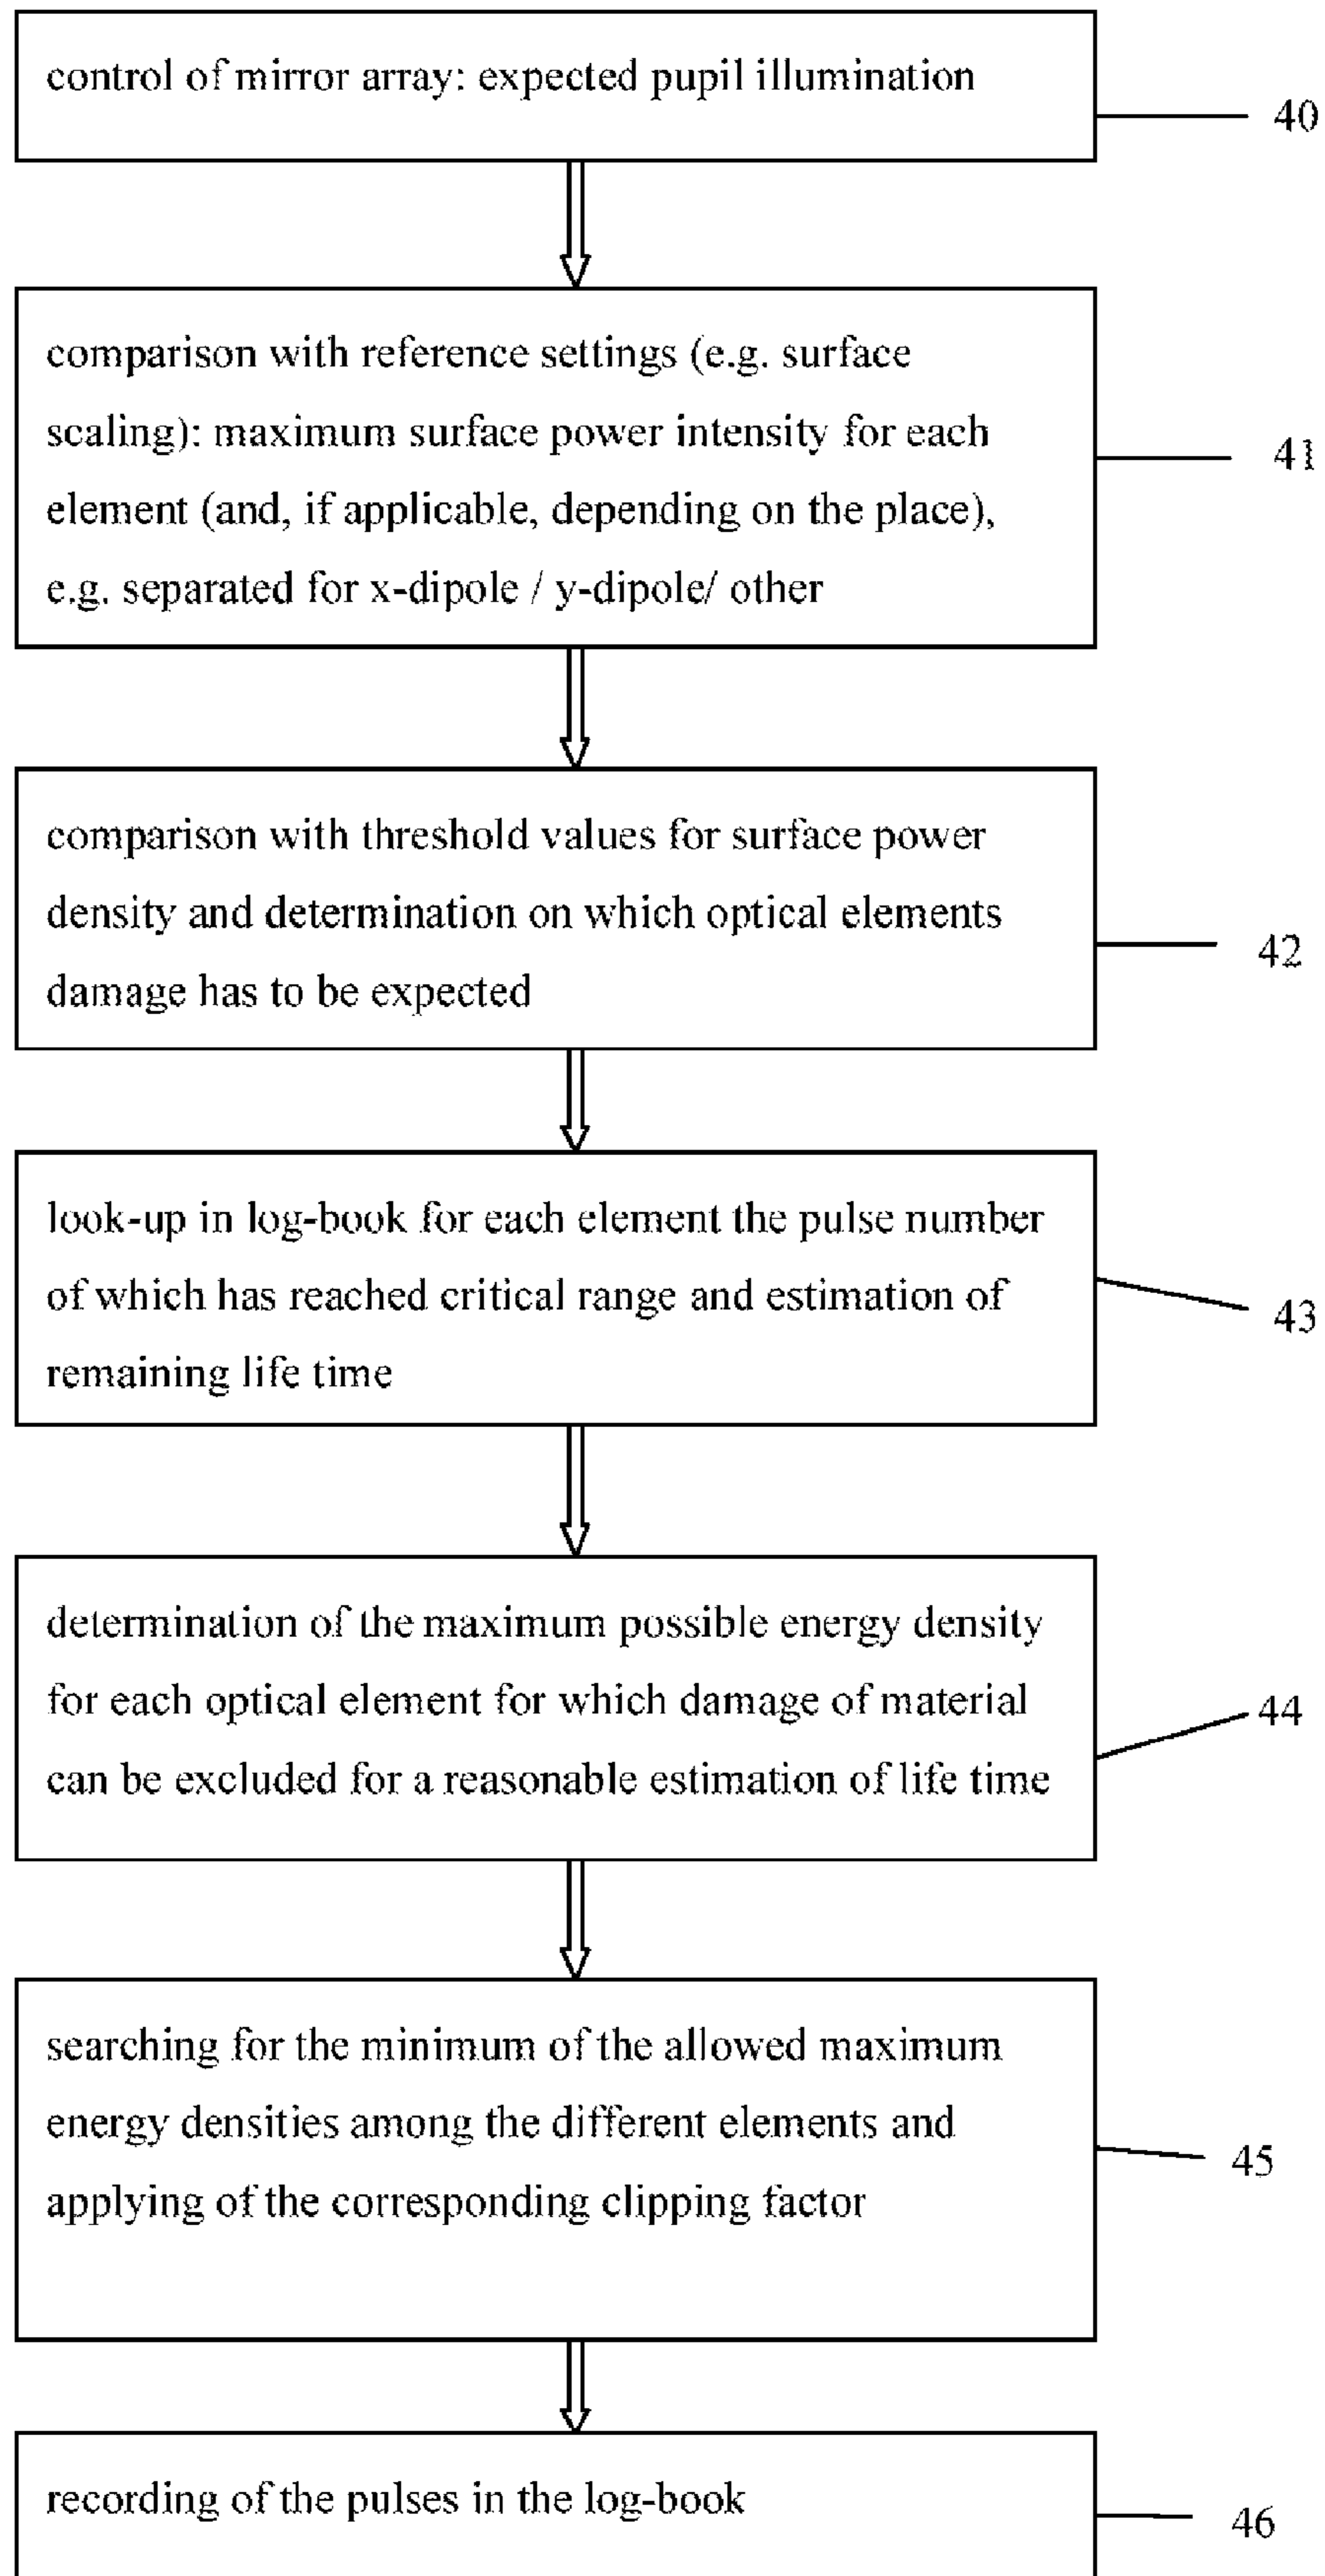 control of mirror array: expected pupil illumination
40
comparison with reference settings (e.g. surface
scaling): maximum surface power intensity for each
element (and, if applicable, depending on the place),
e.g. separated for x-dipole / y-dipole/ other
41
comparison with threshold values for surface power
density and determination on which optical elements
damage has to be expected
42
look-up in log-book for each element the pulse number
of which has reached critical range and estimation of
remaining life time
43
determination of the maximum possible energy density
for each optical element for which damage of material
can be excluded for a reasonable estimation of life time
44
searching for the minimum of the allowed maximum
energy densities among the different elements and
applying of the corresponding clipping factor
45
recording of the pulses in the log-book
46